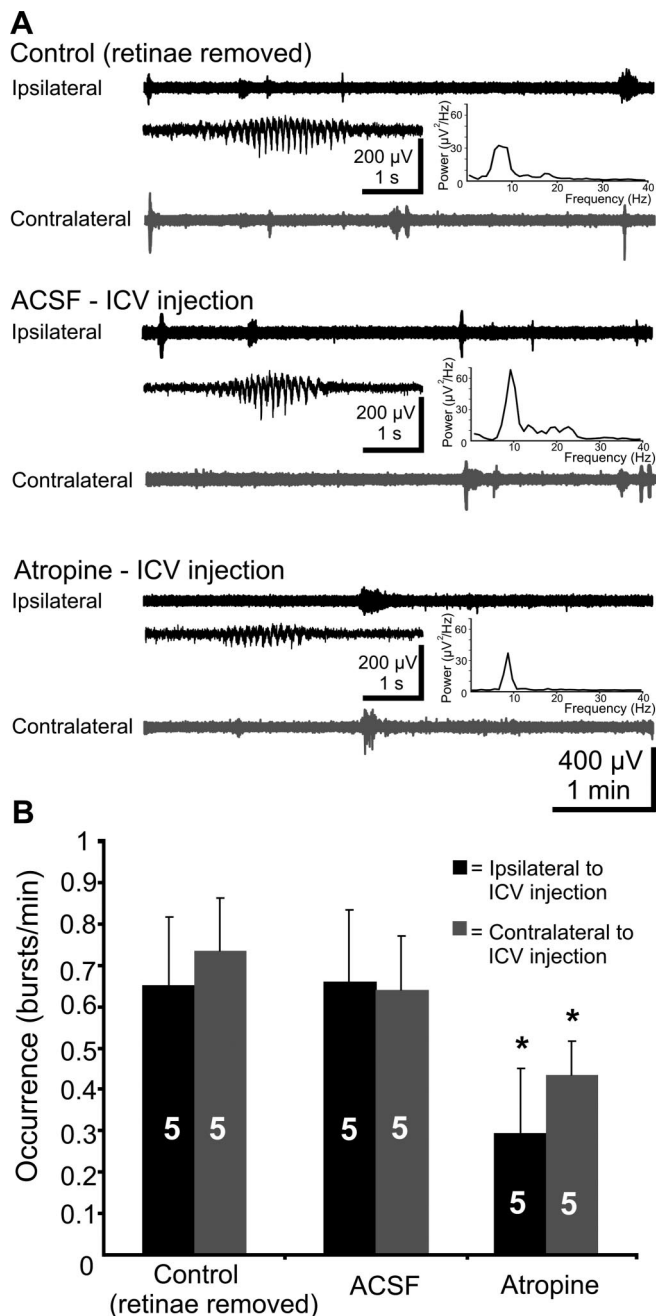 A
Control (retinae removed)
Ipsilateral
200 µV
1 s
Power (µV²/Hz)
60
30
0
10
20
30
40
Frequency (Hz)
Contralateral
ACSF - ICV injection
Ipsilateral
200 µV
1 s
Power (µV²/Hz)
60
30
0
10
20
30
40
Frequency (Hz)
Contralateral
Atropine - ICV injection
Ipsilateral
200 µV
1 s
Power (µV²/Hz)
60
30
0
10
20
30
40
Frequency (Hz)
Contralateral
400 µV
1 min
B
Occurrence (bursts/min)
1
0.9
0.8
0.7
0.6
0.5
0.4
0.3
0.2
0.1
0
= Ipsilateral to
ICV injection
= Contralateral to
ICV injection
* *
5 5 5 5 5 5
Control
(retinae removed)
ACSF
Atropine